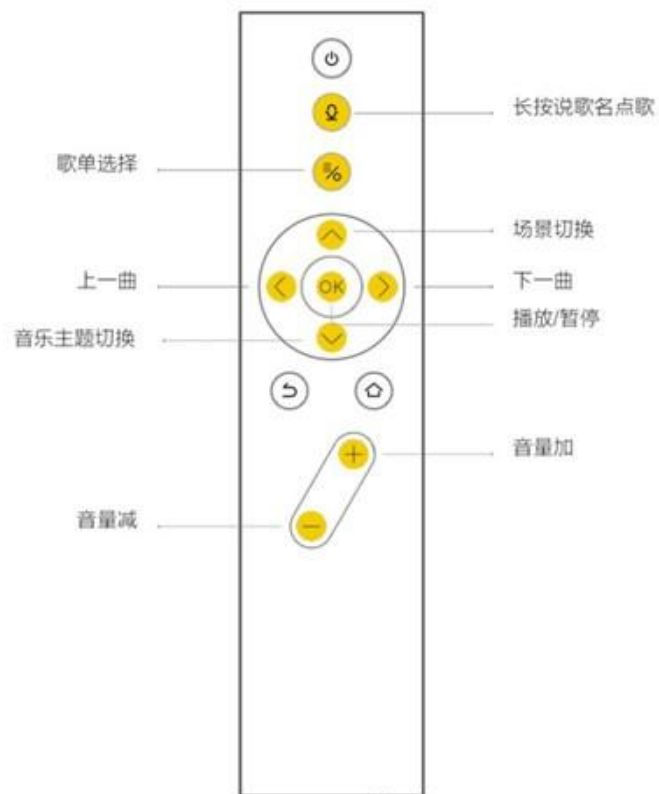 长按说歌名点歌
歌单选择
场景切换
上一曲
OK
下一曲
播放/暂停
音乐主题切换
音量加
音量减